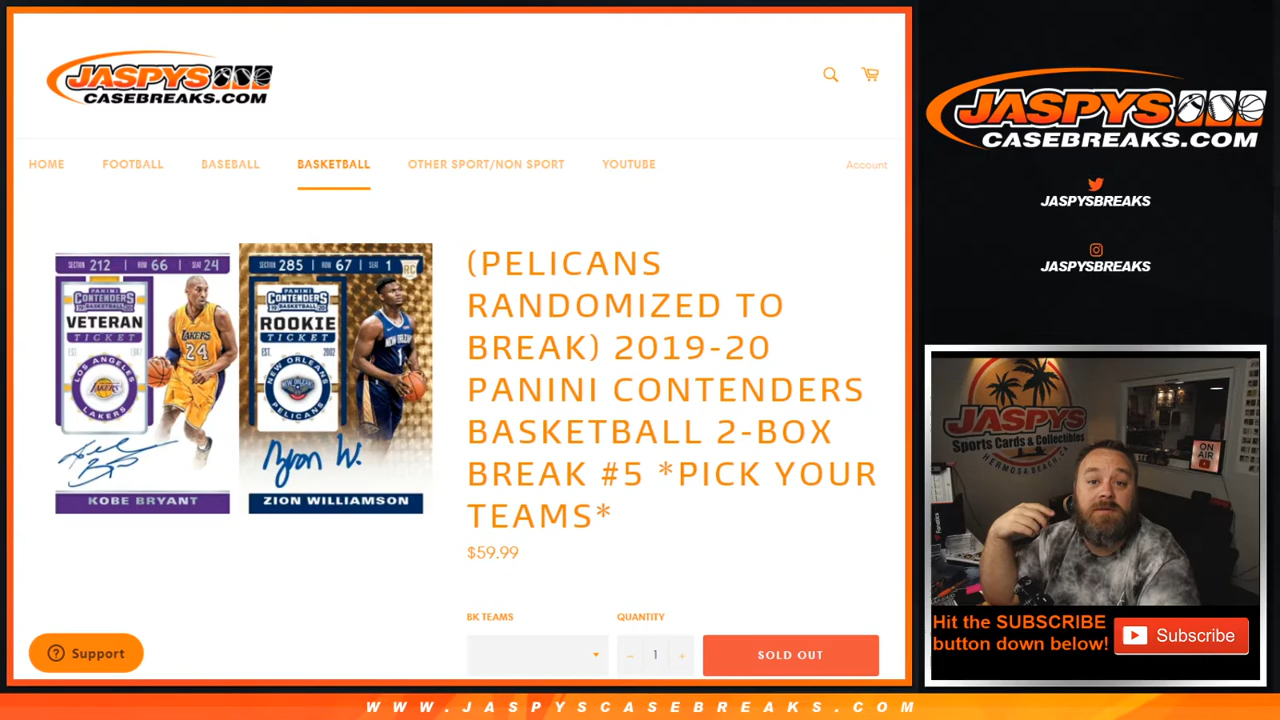 JASPYS
CASEBREAKS.COM
HOME
FOOTBALL
BASEBALL
BASKETBALL
OTHER SPORT/NON SPORT
YOUTUBE
Account
SECTION 212 | ROW 66 | SEAT 24
PANINI
CONTENDERS
BASKETBALL
VETERAN
TICKET
LOS ANGELES
LAKERS
KOBE BRYANT
SECTION 285 | ROW 67 | SEAT 1
RC
PANINI
CONTENDERS
BASKETBALL
ROOKIE
TICKET
EST. 2002
NEW ORLEANS
PELICANS
ZION WILLIAMSON
(PELICANS
RANDOMIZED TO
BREAK) 2019-20
PANINI CONTENDERS
BASKETBALL 2-BOX
BREAK #5 *PICK YOUR
TEAMS*
$59.99
BK TEAMS
QUANTITY
− 1 +
SOLD OUT
Support
JASPYS
CASEBREAKS.COM
JASPYSBREAKS
JASPYSBREAKS
JASPYS
Sports Cards & Collectibles
HERMOSA BEACH, CA
ON
AIR
Hit the SUBSCRIBE
button down below!
Subscribe
WWW.JASPYSCASEBREAKS.COM